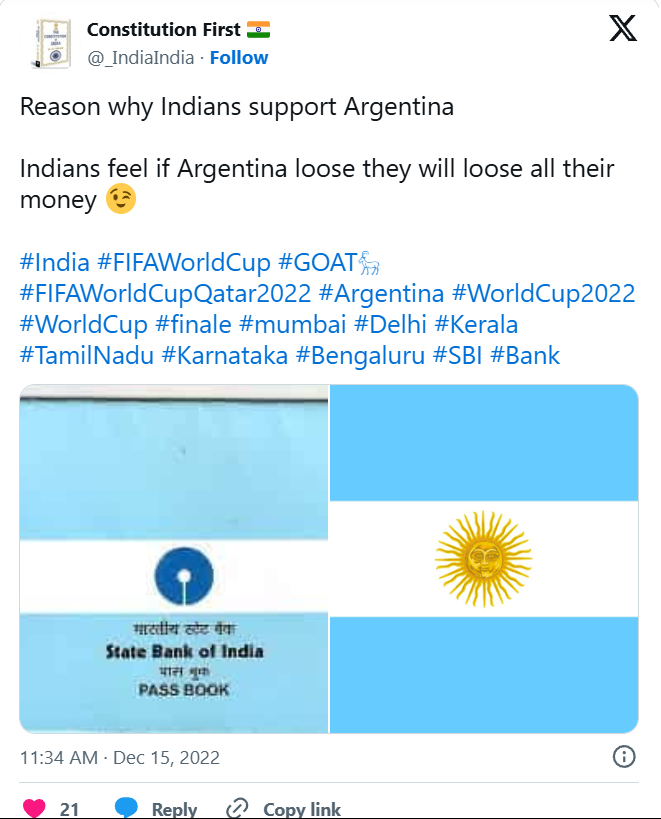 Constitution First 🇮🇳
@_IndiaIndia · Follow
Reason why Indians support Argentina
Indians feel if Argentina loose they will loose all their
money 😉
#India #FIFAWorldCup #GOAT🐐
#FIFAWorldCupQatar2022 #Argentina #WorldCup2022
#WorldCup #finale #mumbai #Delhi #Kerala
#TamilNadu #Karnataka #Bengaluru #SBI #Bank
भारतीय स्टेट बैंक
State Bank of India
पास बुक
PASS BOOK
11:34 AM · Dec 15, 2022
21 Reply Copy link